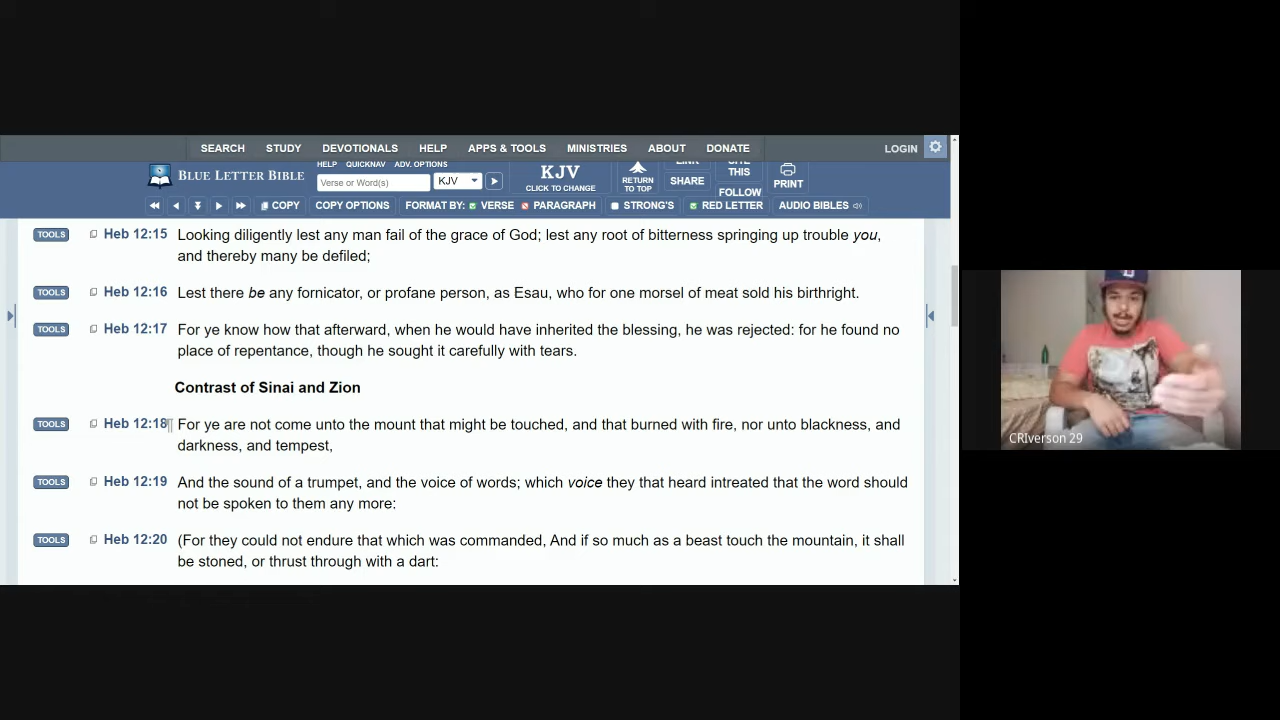 SEARCH STUDY DEVOTIONALS HELP APPS & TOOLS MINISTRIES ABOUT DONATE LOGIN
HELP QUICKNAV ADV. OPTIONS
BLUE LETTER BIBLE
Verse or Word(s) KJV
KJV
CLICK TO CHANGE
RETURN
TO TOP
LINK
SHARE
CITE
THIS
FOLLOW
PRINT
COPY COPY OPTIONS FORMAT BY: VERSE PARAGRAPH STRONG'S RED LETTER AUDIO BIBLES
TOOLS Heb 12:15 Looking diligently lest any man fail of the grace of God; lest any root of bitterness springing up trouble you,
and thereby many be defiled;
TOOLS Heb 12:16 Lest there be any fornicator, or profane person, as Esau, who for one morsel of meat sold his birthright.
TOOLS Heb 12:17 For ye know how that afterward, when he would have inherited the blessing, he was rejected: for he found no
place of repentance, though he sought it carefully with tears.
Contrast of Sinai and Zion
TOOLS Heb 12:18¶ For ye are not come unto the mount that might be touched, and that burned with fire, nor unto blackness, and
darkness, and tempest,
TOOLS Heb 12:19 And the sound of a trumpet, and the voice of words; which voice they that heard intreated that the word should
not be spoken to them any more:
TOOLS Heb 12:20 (For they could not endure that which was commanded, And if so much as a beast touch the mountain, it shall
be stoned, or thrust through with a dart:
CRIverson 29